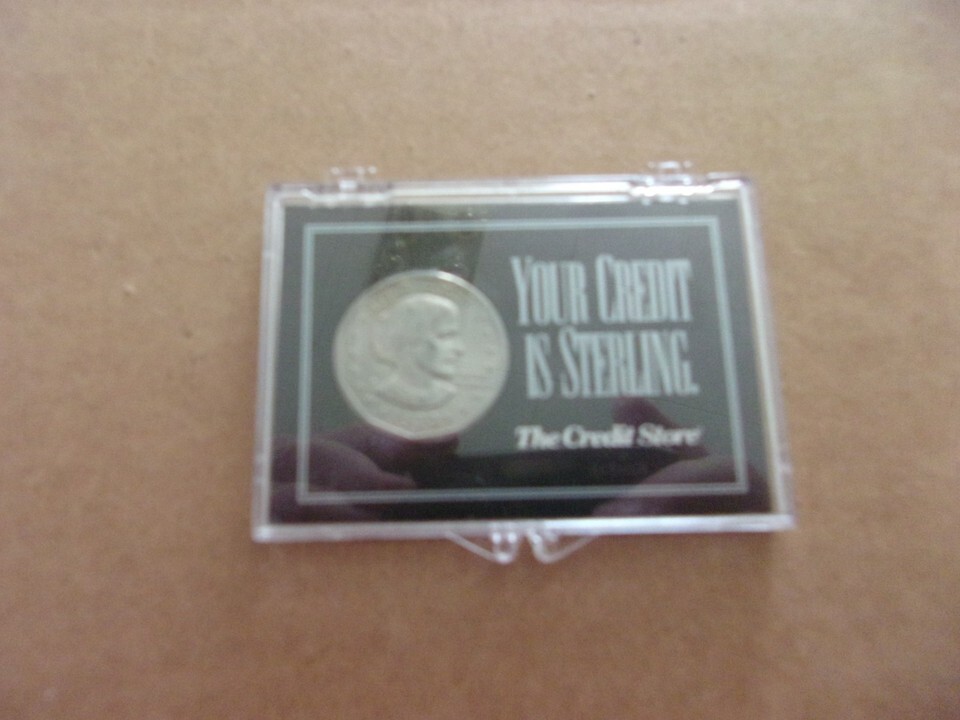 YOUR CREDIT
IS STERLING.
The Credit Store